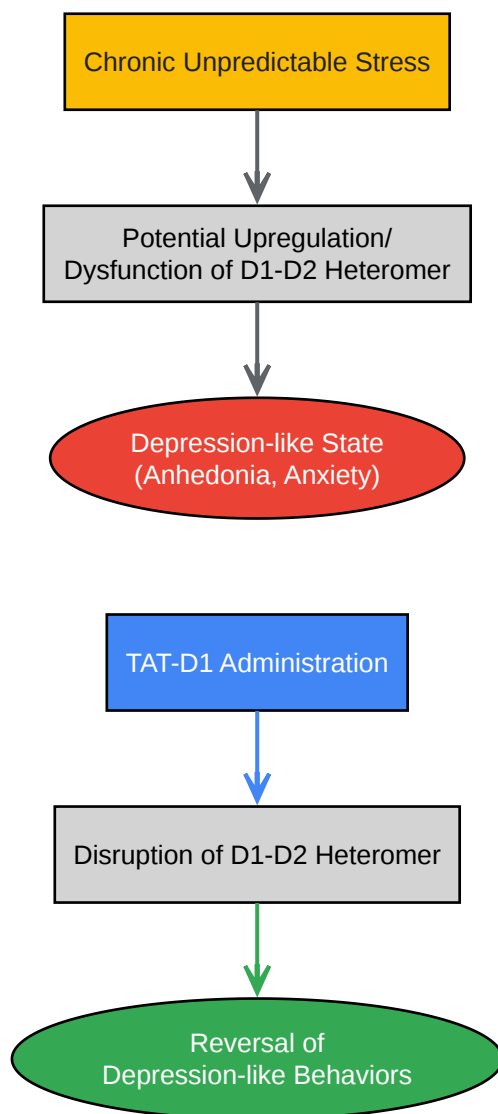 Chronic Unpredictable Stress
Potential Upregulation/
Dysfunction of D1-D2 Heteromer
Depression-like State
(Anhedonia, Anxiety)
TAT-D1 Administration
Disruption of D1-D2 Heteromer
Reversal of
Depression-like Behaviors